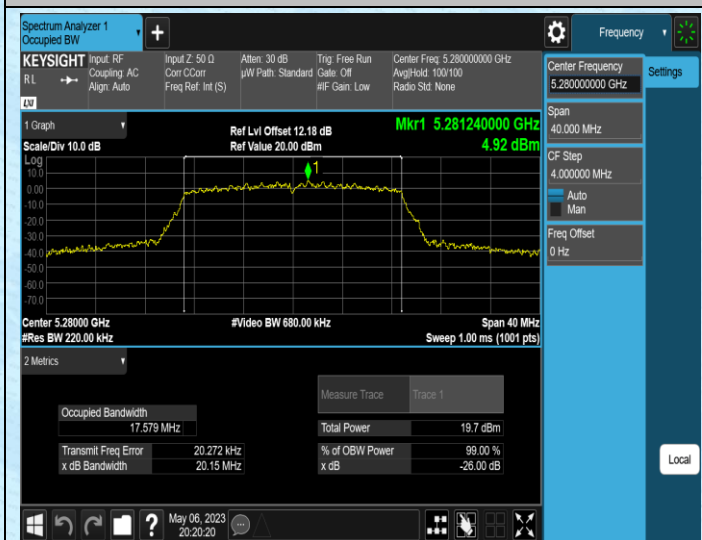 Spectrum Analyzer 1
Occupied BW
Frequency
KEYSIGHT
R L
LXI
Input: RF
Coupling: AC
Align: Auto
Input Z: 50 Ω
Corr CCorr
Freq Ref: Int (S)
Atten: 30 dB
µW Path: Standard
Trig: Free Run
Gate: Off
#IF Gain: Low
Center Freq: 5.280000000 GHz
Avg|Hold: 100/100
Radio Std: None
Center Frequency
5.280000000 GHz
Settings
Span
40.000 MHz
CF Step
4.000000 MHz
Auto
Man
Freq Offset
0 Hz
Local
1 Graph
Scale/Div 10.0 dB
Ref Lvl Offset 12.18 dB
Ref Value 20.00 dBm
Mkr1 5.281240000 GHz
4.92 dBm
Log
10.0
0.00
-10.0
-20.0
-30.0
-40.0
-50.0
-60.0
-70.0
1
Center 5.28000 GHz
#Video BW 680.00 kHz
Span 40 MHz
#Res BW 220.00 kHz
Sweep 1.00 ms (1001 pts)
2 Metrics
Measure Trace Trace 1
Occupied Bandwidth
17.579 MHz
Total Power 19.7 dBm
Transmit Freq Error 20.272 kHz
% of OBW Power 99.00 %
x dB Bandwidth 20.15 MHz
x dB -26.00 dB
?
May 06, 2023
20:20:20